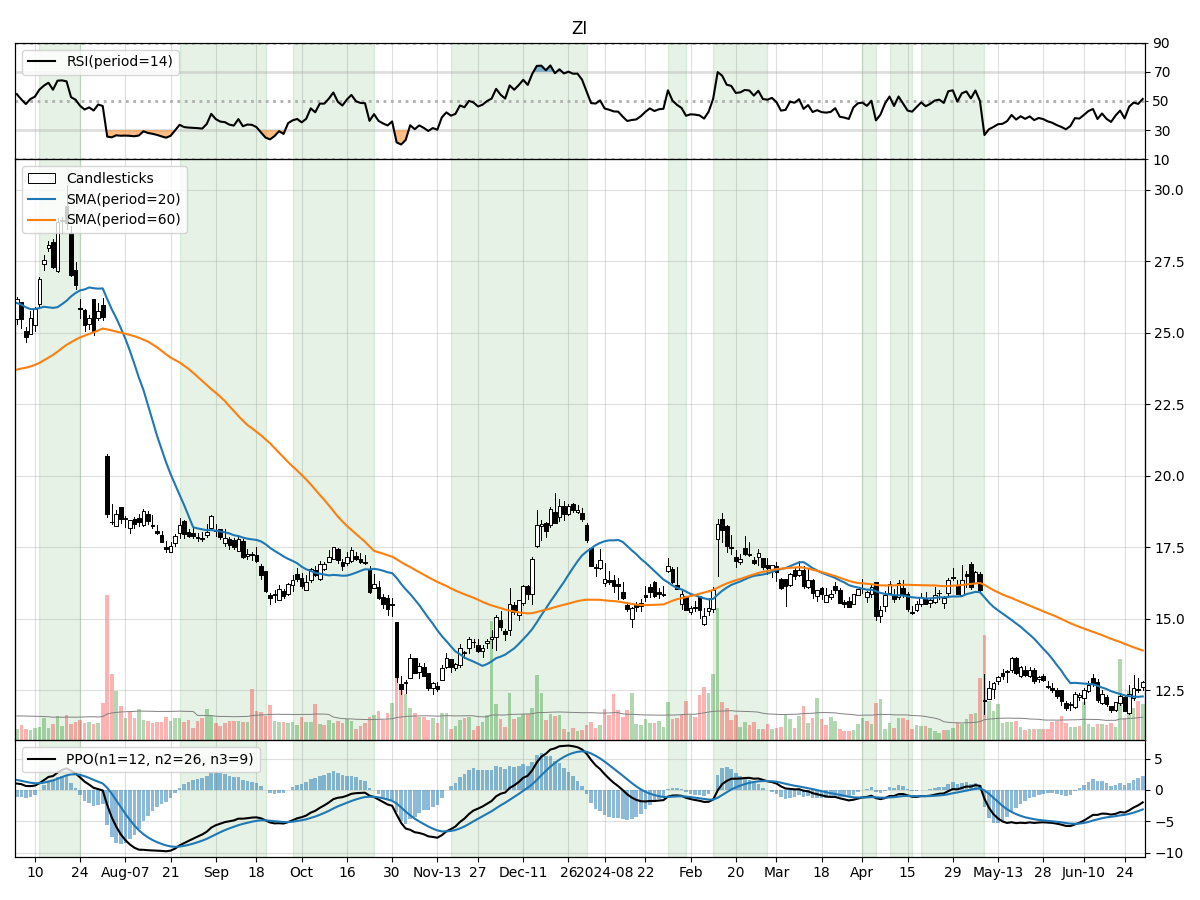 ZI
RSI(period=14)
90
70
50
30
10
Candlesticks
SMA(period=20)
SMA(period=60)
30.0
27.5
25.0
22.5
20.0
17.5
15.0
12.5
PPO(n1=12, n2=26, n3=9)
5
0
−5
−10
10 24 Aug-07 21 Sep 18 Oct 16 30 Nov-13 27 Dec-11 26 2024-08 22 Feb 20 Mar 18 Apr 15 29 May-13 28 Jun-10 24